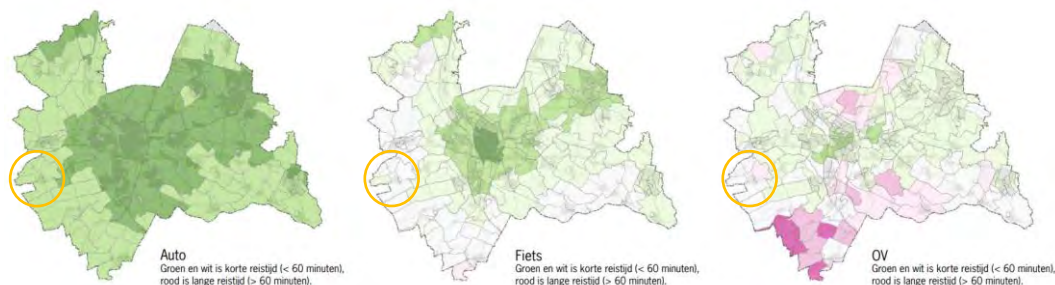 Auto
Groen en wit is korte reistijd (< 60 minuten),
rood is lange reistijd (> 60 minuten).
Fiets
Groen en wit is korte reistijd (< 60 minuten),
rood is lange reistijd (> 60 minuten).
OV
Groen en wit is korte reistijd (< 60 minuten),
rood is lange reistijd (> 60 minuten).